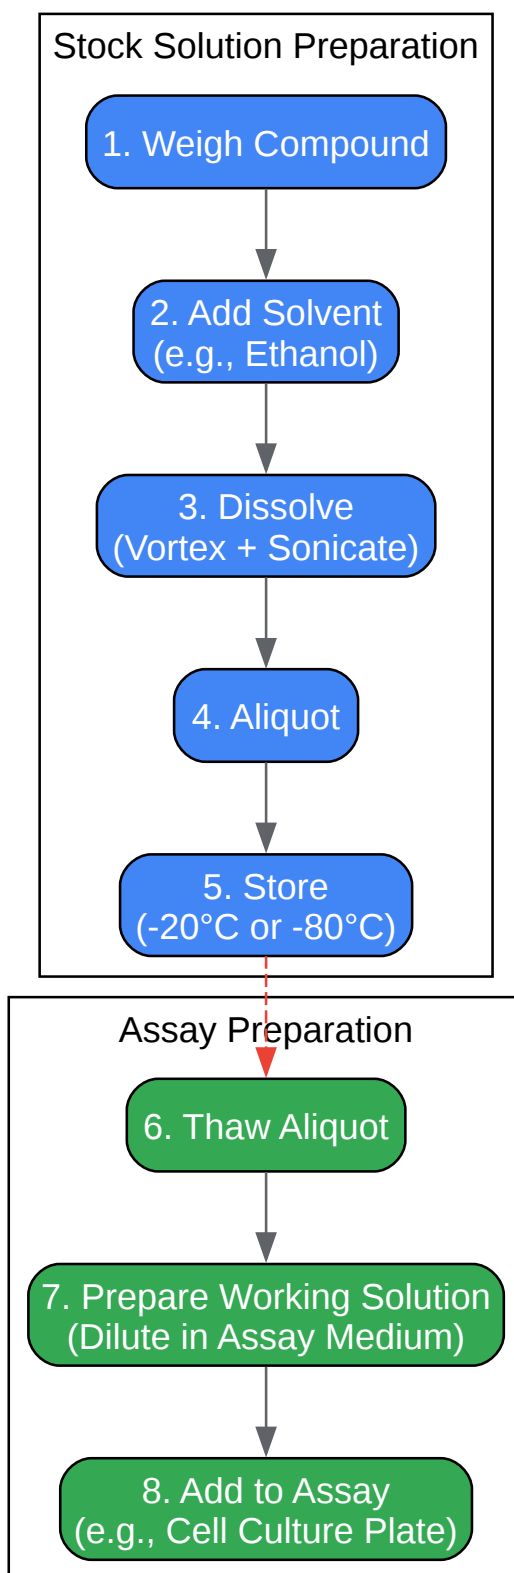 Stock Solution Preparation
1. Weigh Compound
2. Add Solvent
(e.g., Ethanol)
3. Dissolve
(Vortex + Sonicate)
4. Aliquot
5. Store
(-20°C or -80°C)
Assay Preparation
6. Thaw Aliquot
7. Prepare Working Solution
(Dilute in Assay Medium)
8. Add to Assay
(e.g., Cell Culture Plate)